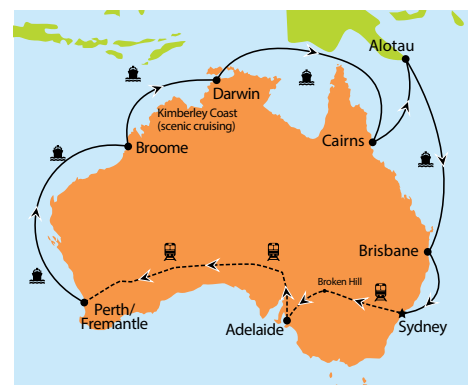 Alotau
Darwin
Kimberley Coast
(scenic cruising)
Cairns
Broome
Brisbane
Broken Hill
Perth/
Fremantle
Adelaide
Sydney